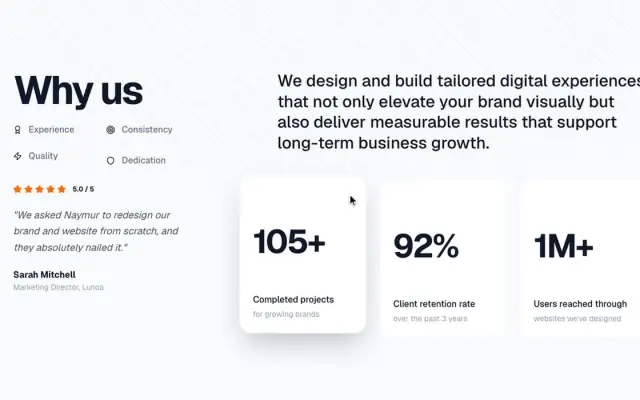 Why us
Experience
Consistency
Quality
Dedication
5.0 / 5
"We asked Naymur to redesign our
brand and website from scratch, and
they absolutely nailed it."
Sarah Mitchell
Marketing Director, Lunoa
We design and build tailored digital experiences
that not only elevate your brand visually but
also deliver measurable results that support
long-term business growth.
105+
Completed projects
for growing brands
92%
Client retention rate
over the past 3 years
1M+
Users reached through
websites we've designed